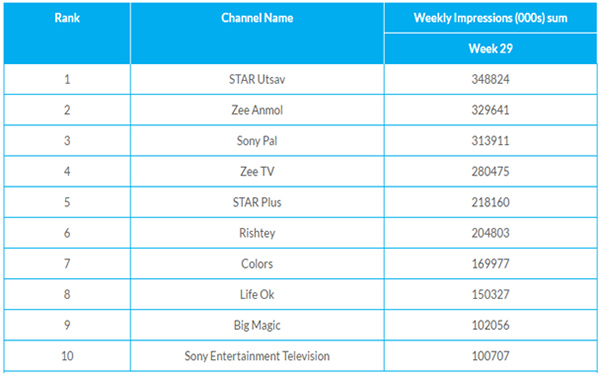 Rank Channel Name Weekly Impressions (000s) sum
Week 29
1 STAR Utsav 348824
2 Zee Anmol 329641
3 Sony Pal 313911
4 Zee TV 280475
5 STAR Plus 218160
6 Rishtey 204803
7 Colors 169977
8 Life Ok 150327
9 Big Magic 102056
10 Sony Entertainment Television 100707